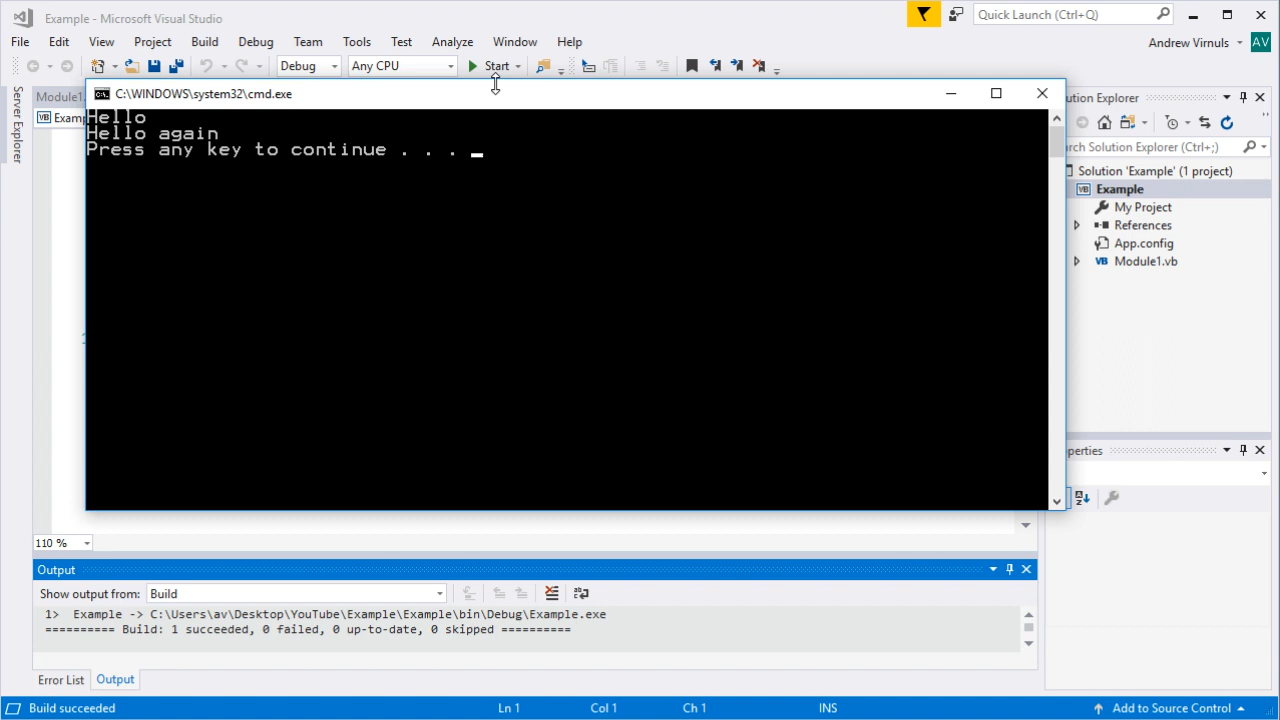 Example - Microsoft Visual Studio
Quick Launch (Ctrl+Q)
File Edit View Project Build Debug Team Tools Test Analyze Window Help
Andrew Virnuls AV
Debug Any CPU Start
Server Explorer
Module1.
VB Examp
C:\WINDOWS\system32\cmd.exe
Hello
Hello again
Press any key to continue . . .
ution Explorer
rch Solution Explorer (Ctrl+;)
Solution 'Example' (1 project)
VB Example
My Project
References
App.config
VB Module1.vb
perties
110 %
Output
Show output from: Build
1> Example -> C:\Users\av\Desktop\YouTube\Example\Example\bin\Debug\Example.exe
========== Build: 1 succeeded, 0 failed, 0 up-to-date, 0 skipped ==========
Error List Output
Build succeeded Ln 1 Col 1 Ch 1 INS Add to Source Control